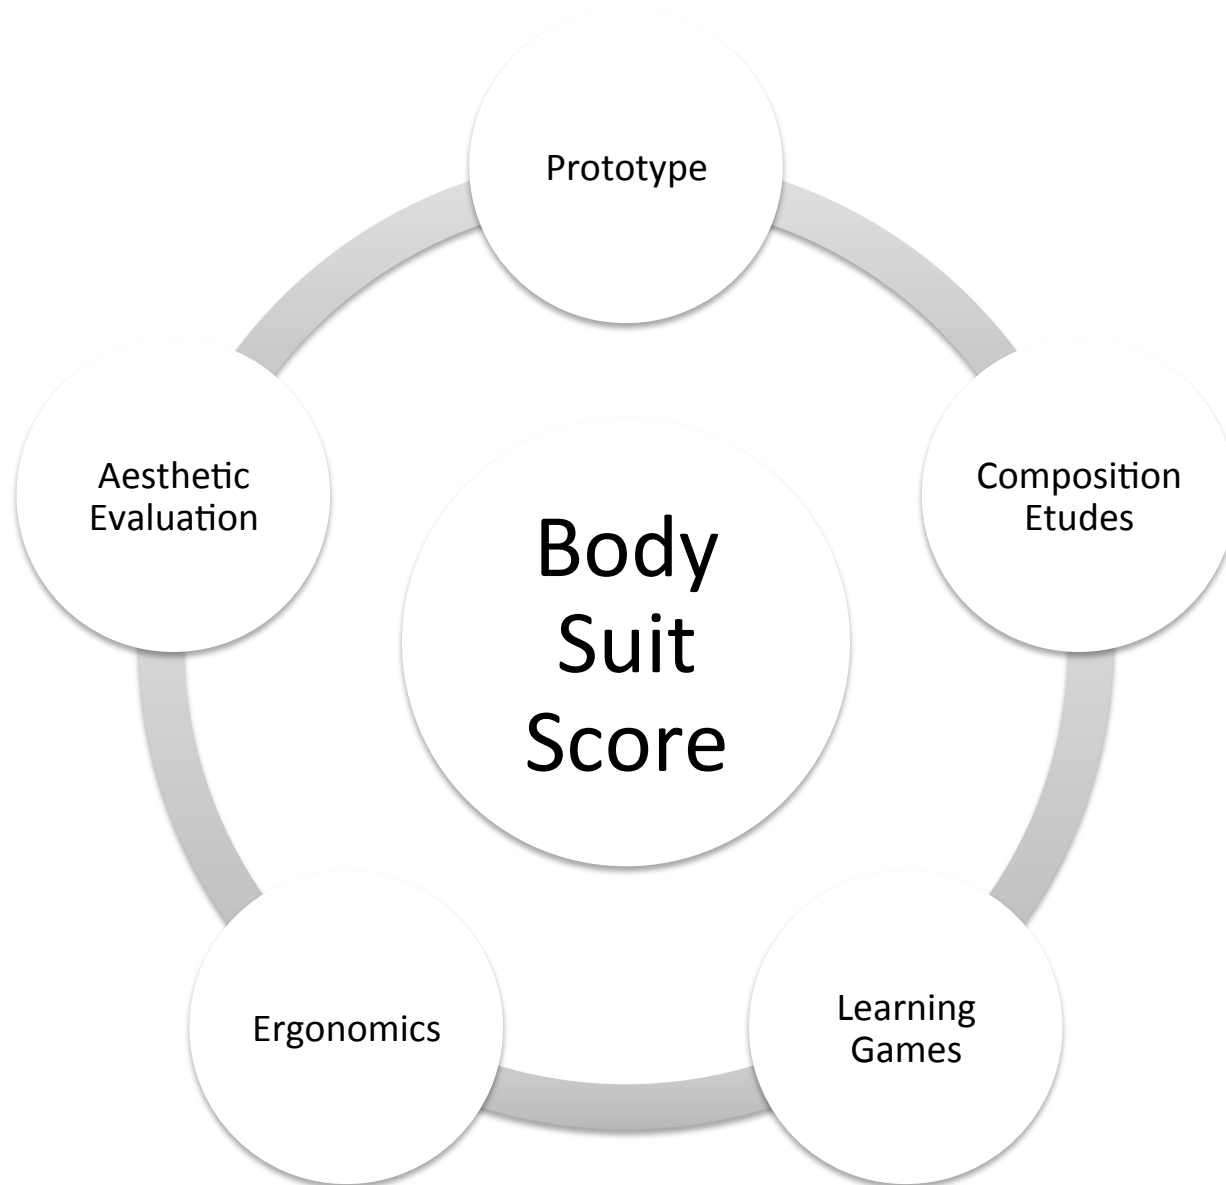 Prototype
Composition
Etudes
Learning
Games
Ergonomics
Aesthetic
Evaluation
Body
Suit
Score